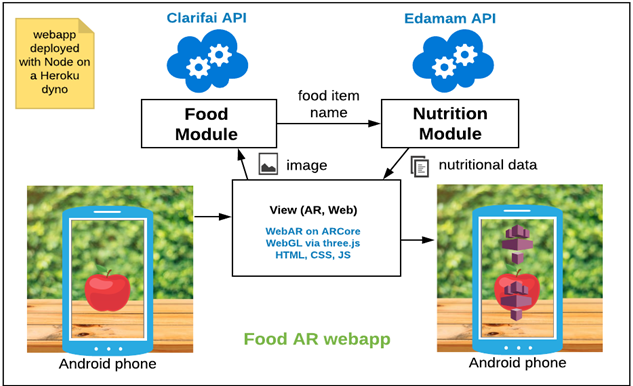 Clarifai API
Edamam API
webapp
deployed
with Node on
a Heroku
dyno
Food
Module
food item
name
Nutrition
Module
image
nutritional data
View (AR, Web)
WebAR on ARCore
WebGL via three.js
HTML, CSS, JS
Food AR webapp
Android phone
Android phone